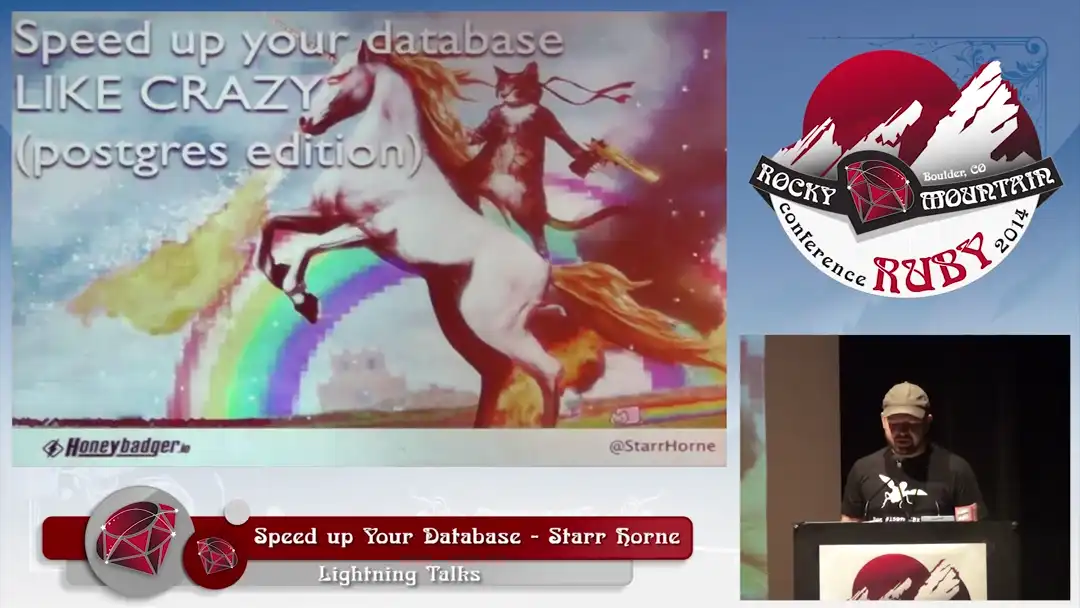 Speed up your database
LIKE CRAZY
(postgres edition)
Honeybadger.io
@StarrHorne
ROCKY
MOUNTAIN
Boulder, CO
conference
RUBY
2014
Speed up Your Database - Starr Horne
Lightning Talks